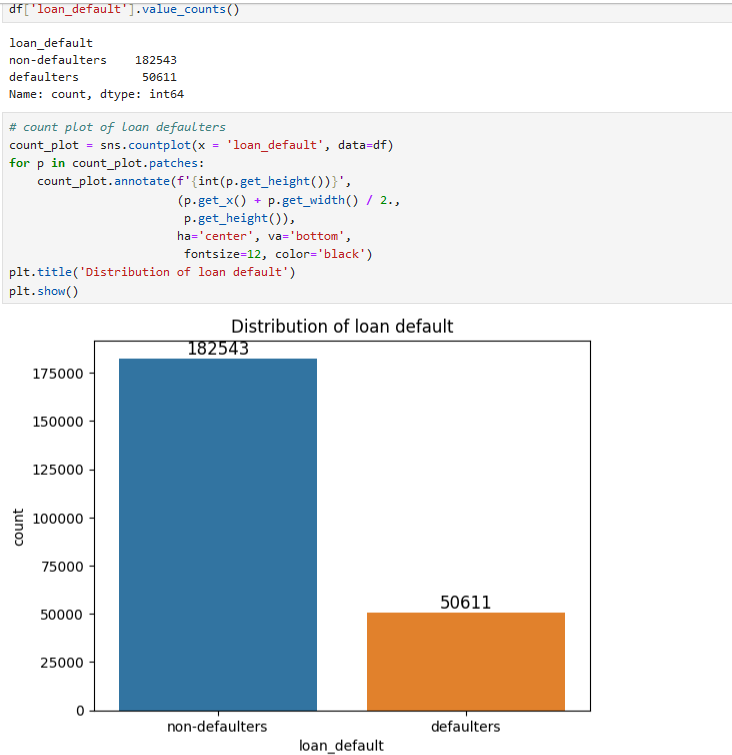 df['loan_default'].value_counts()
loan_default
non-defaulters    182543
defaulters         50611
Name: count, dtype: int64
# count plot of loan defaulters
count_plot = sns.countplot(x = 'loan_default', data=df)
for p in count_plot.patches:
    count_plot.annotate(f'{int(p.get_height())}',
                        (p.get_x() + p.get_width() / 2.,
                         p.get_height()),
                        ha='center', va='bottom',
                         fontsize=12, color='black')
plt.title('Distribution of loan default')
plt.show()
Distribution of loan default
182543
175000
150000
125000
100000
75000
50611
50000
25000
0
count
non-defaulters defaulters
loan_default